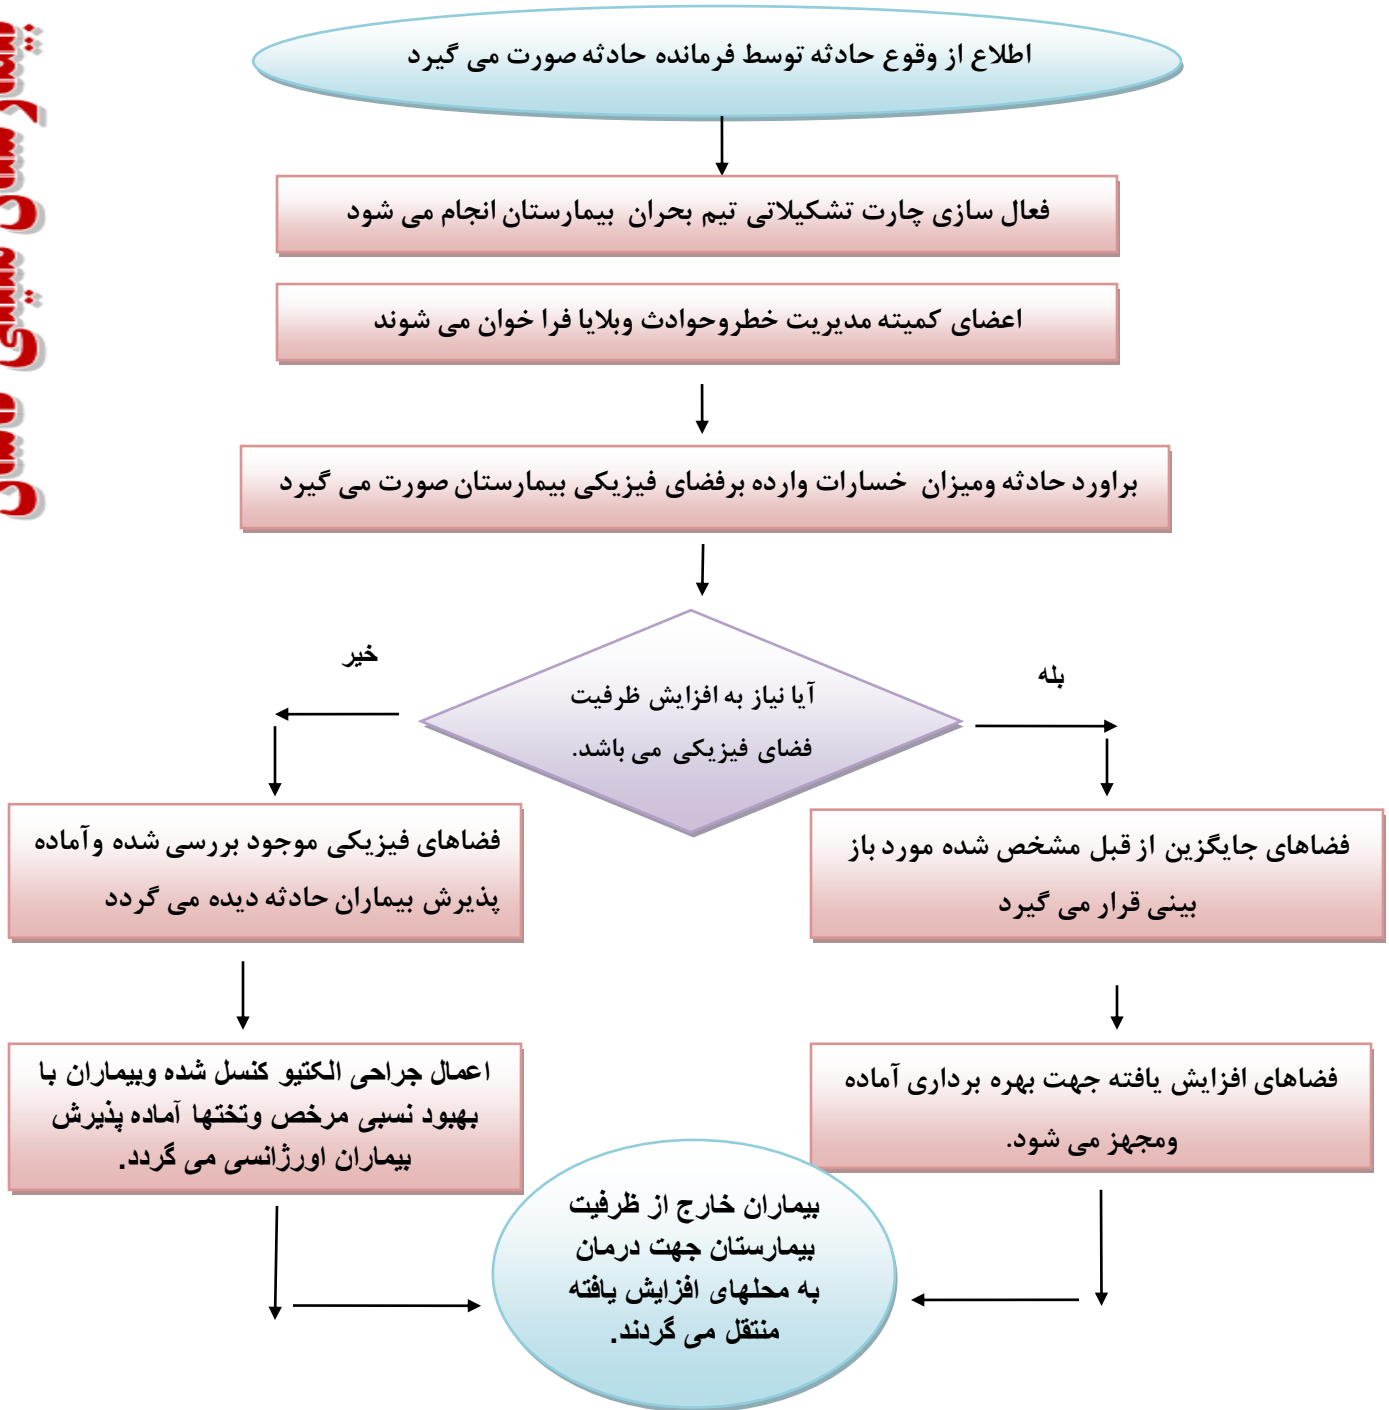 اطلاع از وقوع حادثه توسط فرمانده حادثه صورت می گیرد
فعال سازی چارت تشکیلاتی تیم بحران بیمارستان انجام می شود
اعضای کمیته مدیریت خطروحوادث وبلایا فرا خوان می شوند
براورد حادثه ومیزان خسارات وارده برفضای فیزیکی بیمارستان صورت می گیرد
آیا نیاز به افزایش ظرفیت
فضای فیزیکی می باشد.
بله
خیر
فضاهای جایگزین از قبل مشخص شده مورد باز
بینی قرار می گیرد
فضاهای فیزیکی موجود بررسی شده وآماده
پذیرش بیماران حادثه دیده می گردد
فضاهای افزایش یافته جهت بهره برداری آماده
ومجهز می شود.
اعمال جراحی الکتیو کنسل شده وبیماران با
بهبود نسبی مرخص وتختها آماده پذیرش
بیماران اورژانسی می گردد.
بیماران خارج از ظرفیت
بیمارستان جهت درمان
به محلهای افزایش یافته
منتقل می گردند.